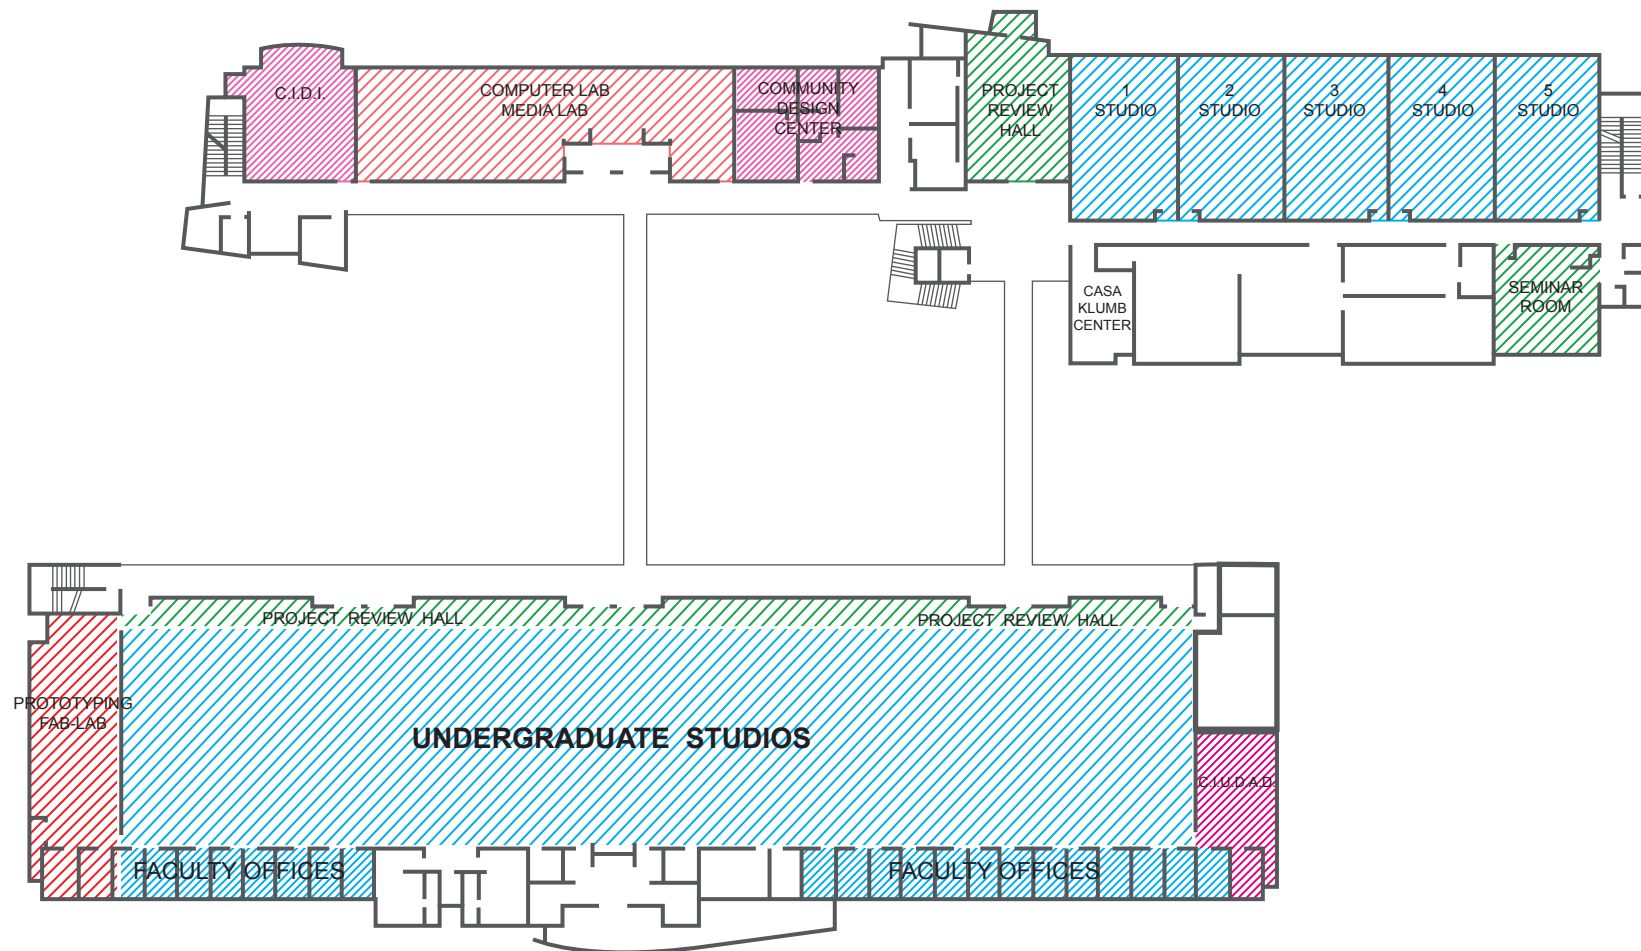 C.I.D.I.
COMPUTER LAB
MEDIA LAB
COMMUNITY
DESIGN
CENTER
PROJECT
REVIEW
HALL
1
STUDIO
2
STUDIO
3
STUDIO
4
STUDIO
5
STUDIO
CASA
KLUMB
CENTER
SEMINAR
ROOM
PROJECT REVIEW HALL
PROJECT REVIEW HALL
PROTOTYPING
FAB-LAB
UNDERGRADUATE STUDIOS
C.I.U.D.A.D.
FACULTY OFFICES
FACULTY OFFICES